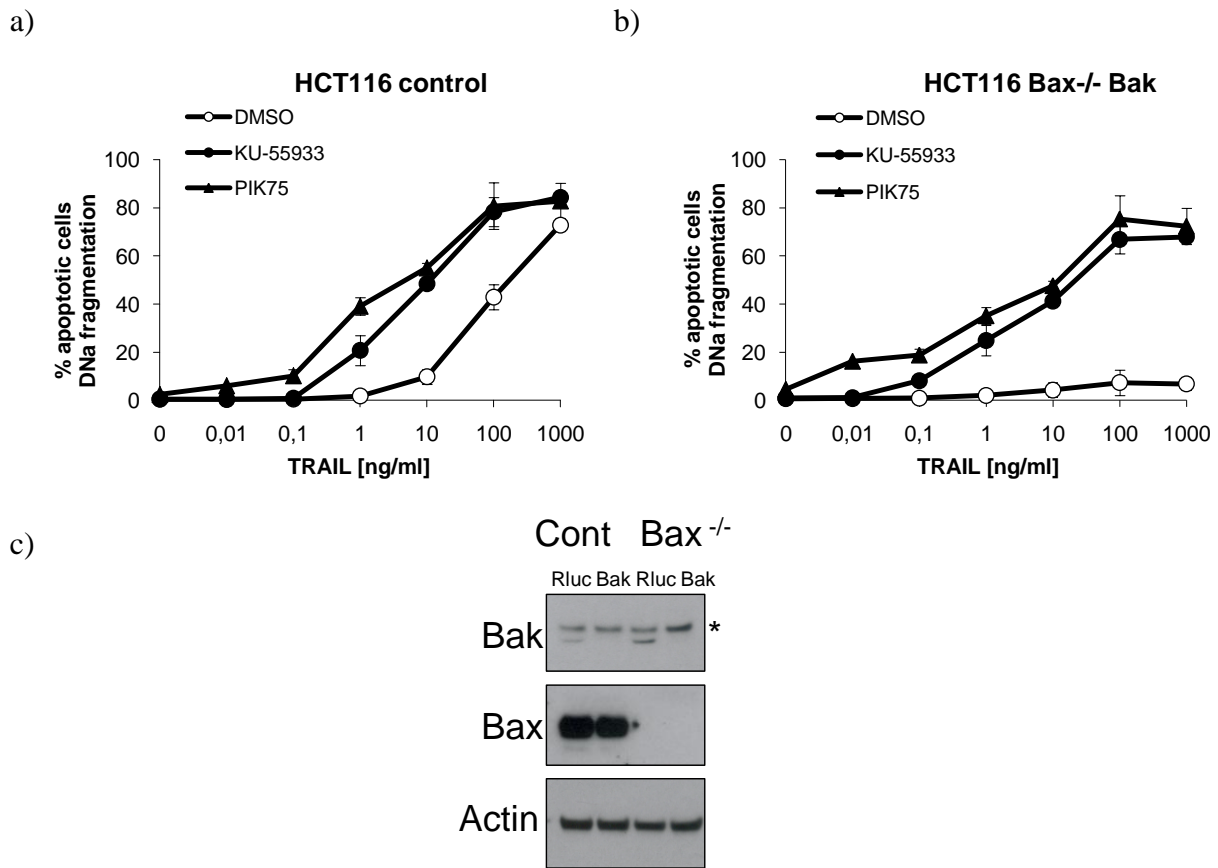 a)
HCT116 control
DMSO
KU-55933
PIK75
100
80
60
40
20
0
% apoptotic cells
DNa fragmentation
0 0,01 0,1 1 10 100 1000
TRAIL [ng/ml]
b)
HCT116 Bax-/- Bak
DMSO
KU-55933
PIK75
100
80
60
40
20
0
% apoptotic cells
DNa fragmentation
0 0,01 0,1 1 10 100 1000
TRAIL [ng/ml]
c)
Cont Bax -/-
Rluc Bak Rluc Bak
Bak *
Bax
Actin